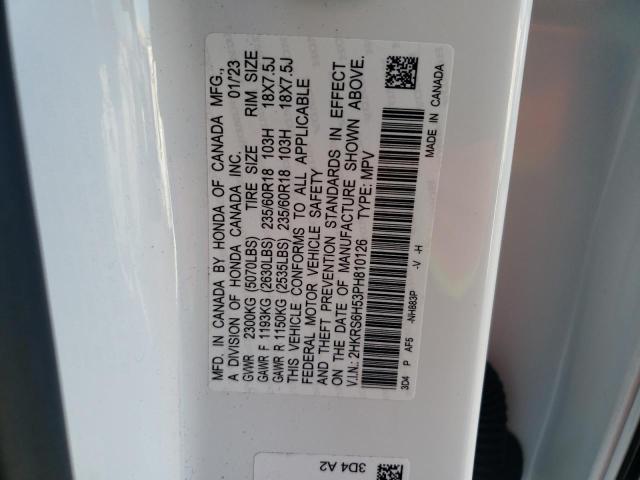 MFD. IN CANADA BY HONDA OF CANADA MFG.,
A DIVISION OF HONDA CANADA INC. 01/23
GVWR 2300KG (5070LBS) TIRE SIZE RIM SIZE
GAWR F 1193KG (2630LBS) 235/60R18 103H 18X7.5J
GAWR R 1150KG (2535LBS) 235/60R18 103H 18X7.5J
THIS VEHICLE CONFORMS TO ALL APPLICABLE
FEDERAL MOTOR VEHICLE SAFETY
AND THEFT PREVENTION STANDARDS IN EFFECT
ON THE DATE OF MANUFACTURE SHOWN ABOVE.
V.I.N.: 2HKRS6H53PH810126 TYPE: MPV
3D4 P AF5 -NH883P -V -H
MADE IN CANADA
3D4 A2